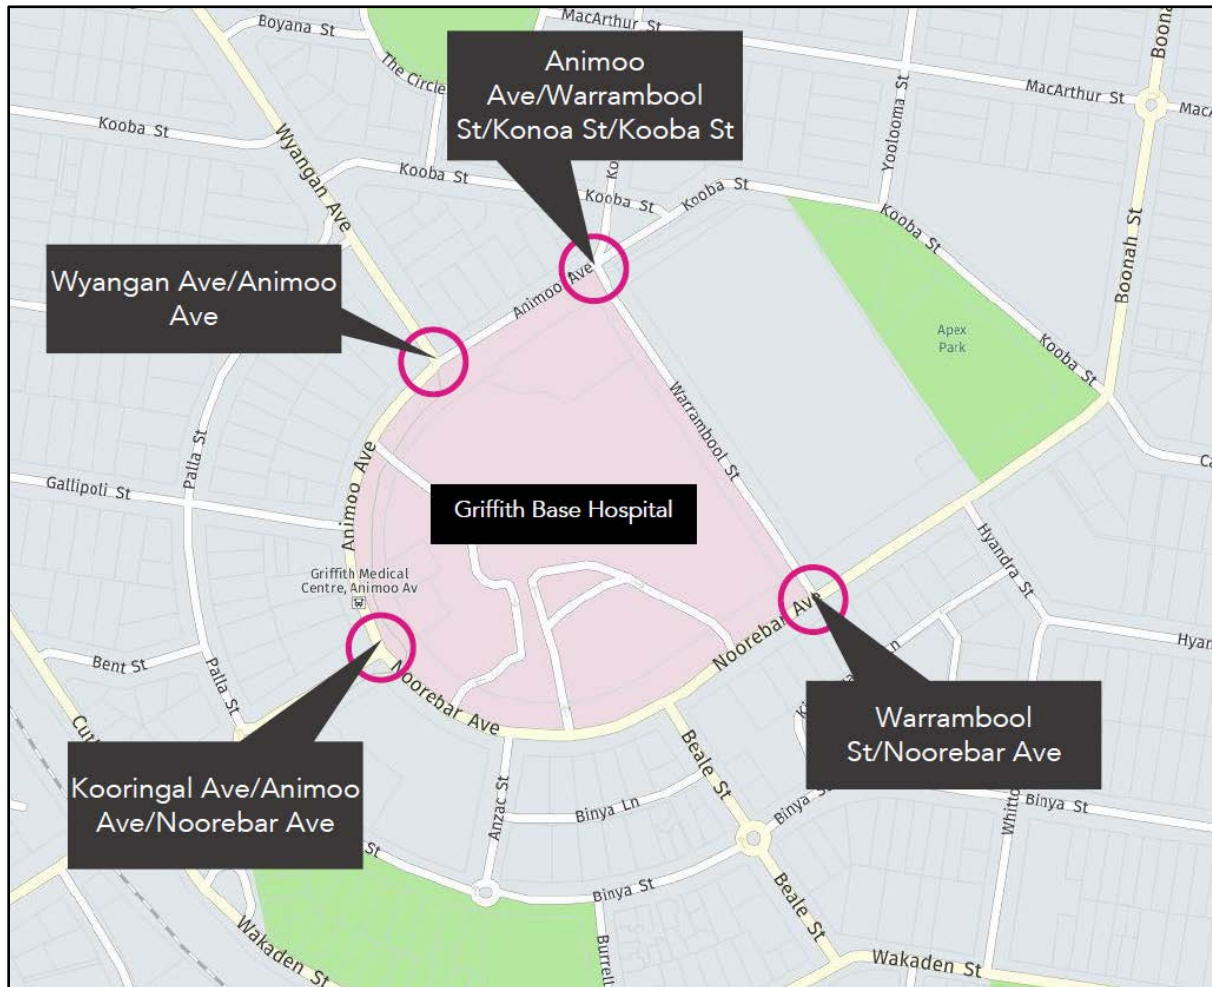 MacArthur St
Boyana St
The Circle
Animoo
Ave/Warrambool
St/Konoa St/Kooba St
Boonah St
MacArthur St
Yoolooma St
Kooba St
Wyangan Ave
Kooba St
Kooba St
Kooba St
Kooba St
Boonah St
Wyangan Ave/Animoo
Ave
Animoo Ave
Apex
Park
Kooba St
Warrambool St
Palla St
Gallipoli St
Animoo Ave
Griffith Base Hospital
Hyandra St
Griffith Medical
Centre, Animoo Av
Noorebar Ave
Bent St
Palla St
Noorebar Ave
Warrambool
St/Noorebar Ave
Kooringal Ave/Animoo
Ave/Noorebar Ave
Beale St
Anzac St
Binya Ln
Binya St
Binya St
Binya St
Beale St
Wakaden St
Wakaden St